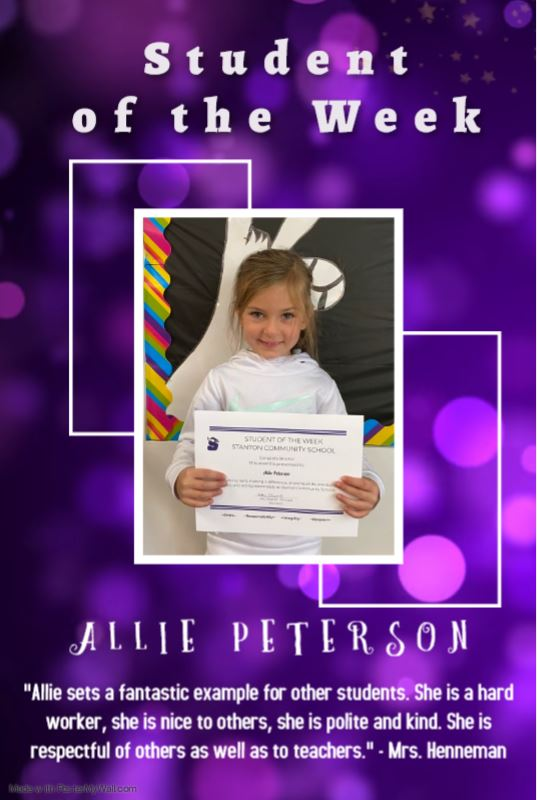 Student
of the Week
STUDENT OF THE WEEK
STANTON COMMUNITY SCHOOL
Allie Peterson
ALLIE PETERSON
"Allie sets a fantastic example for other students. She is a hard
worker, she is nice to others, she is polite and kind. She is
respectful of others as well as to teachers." - Mrs. Henneman
Made with PosterMyWall.com